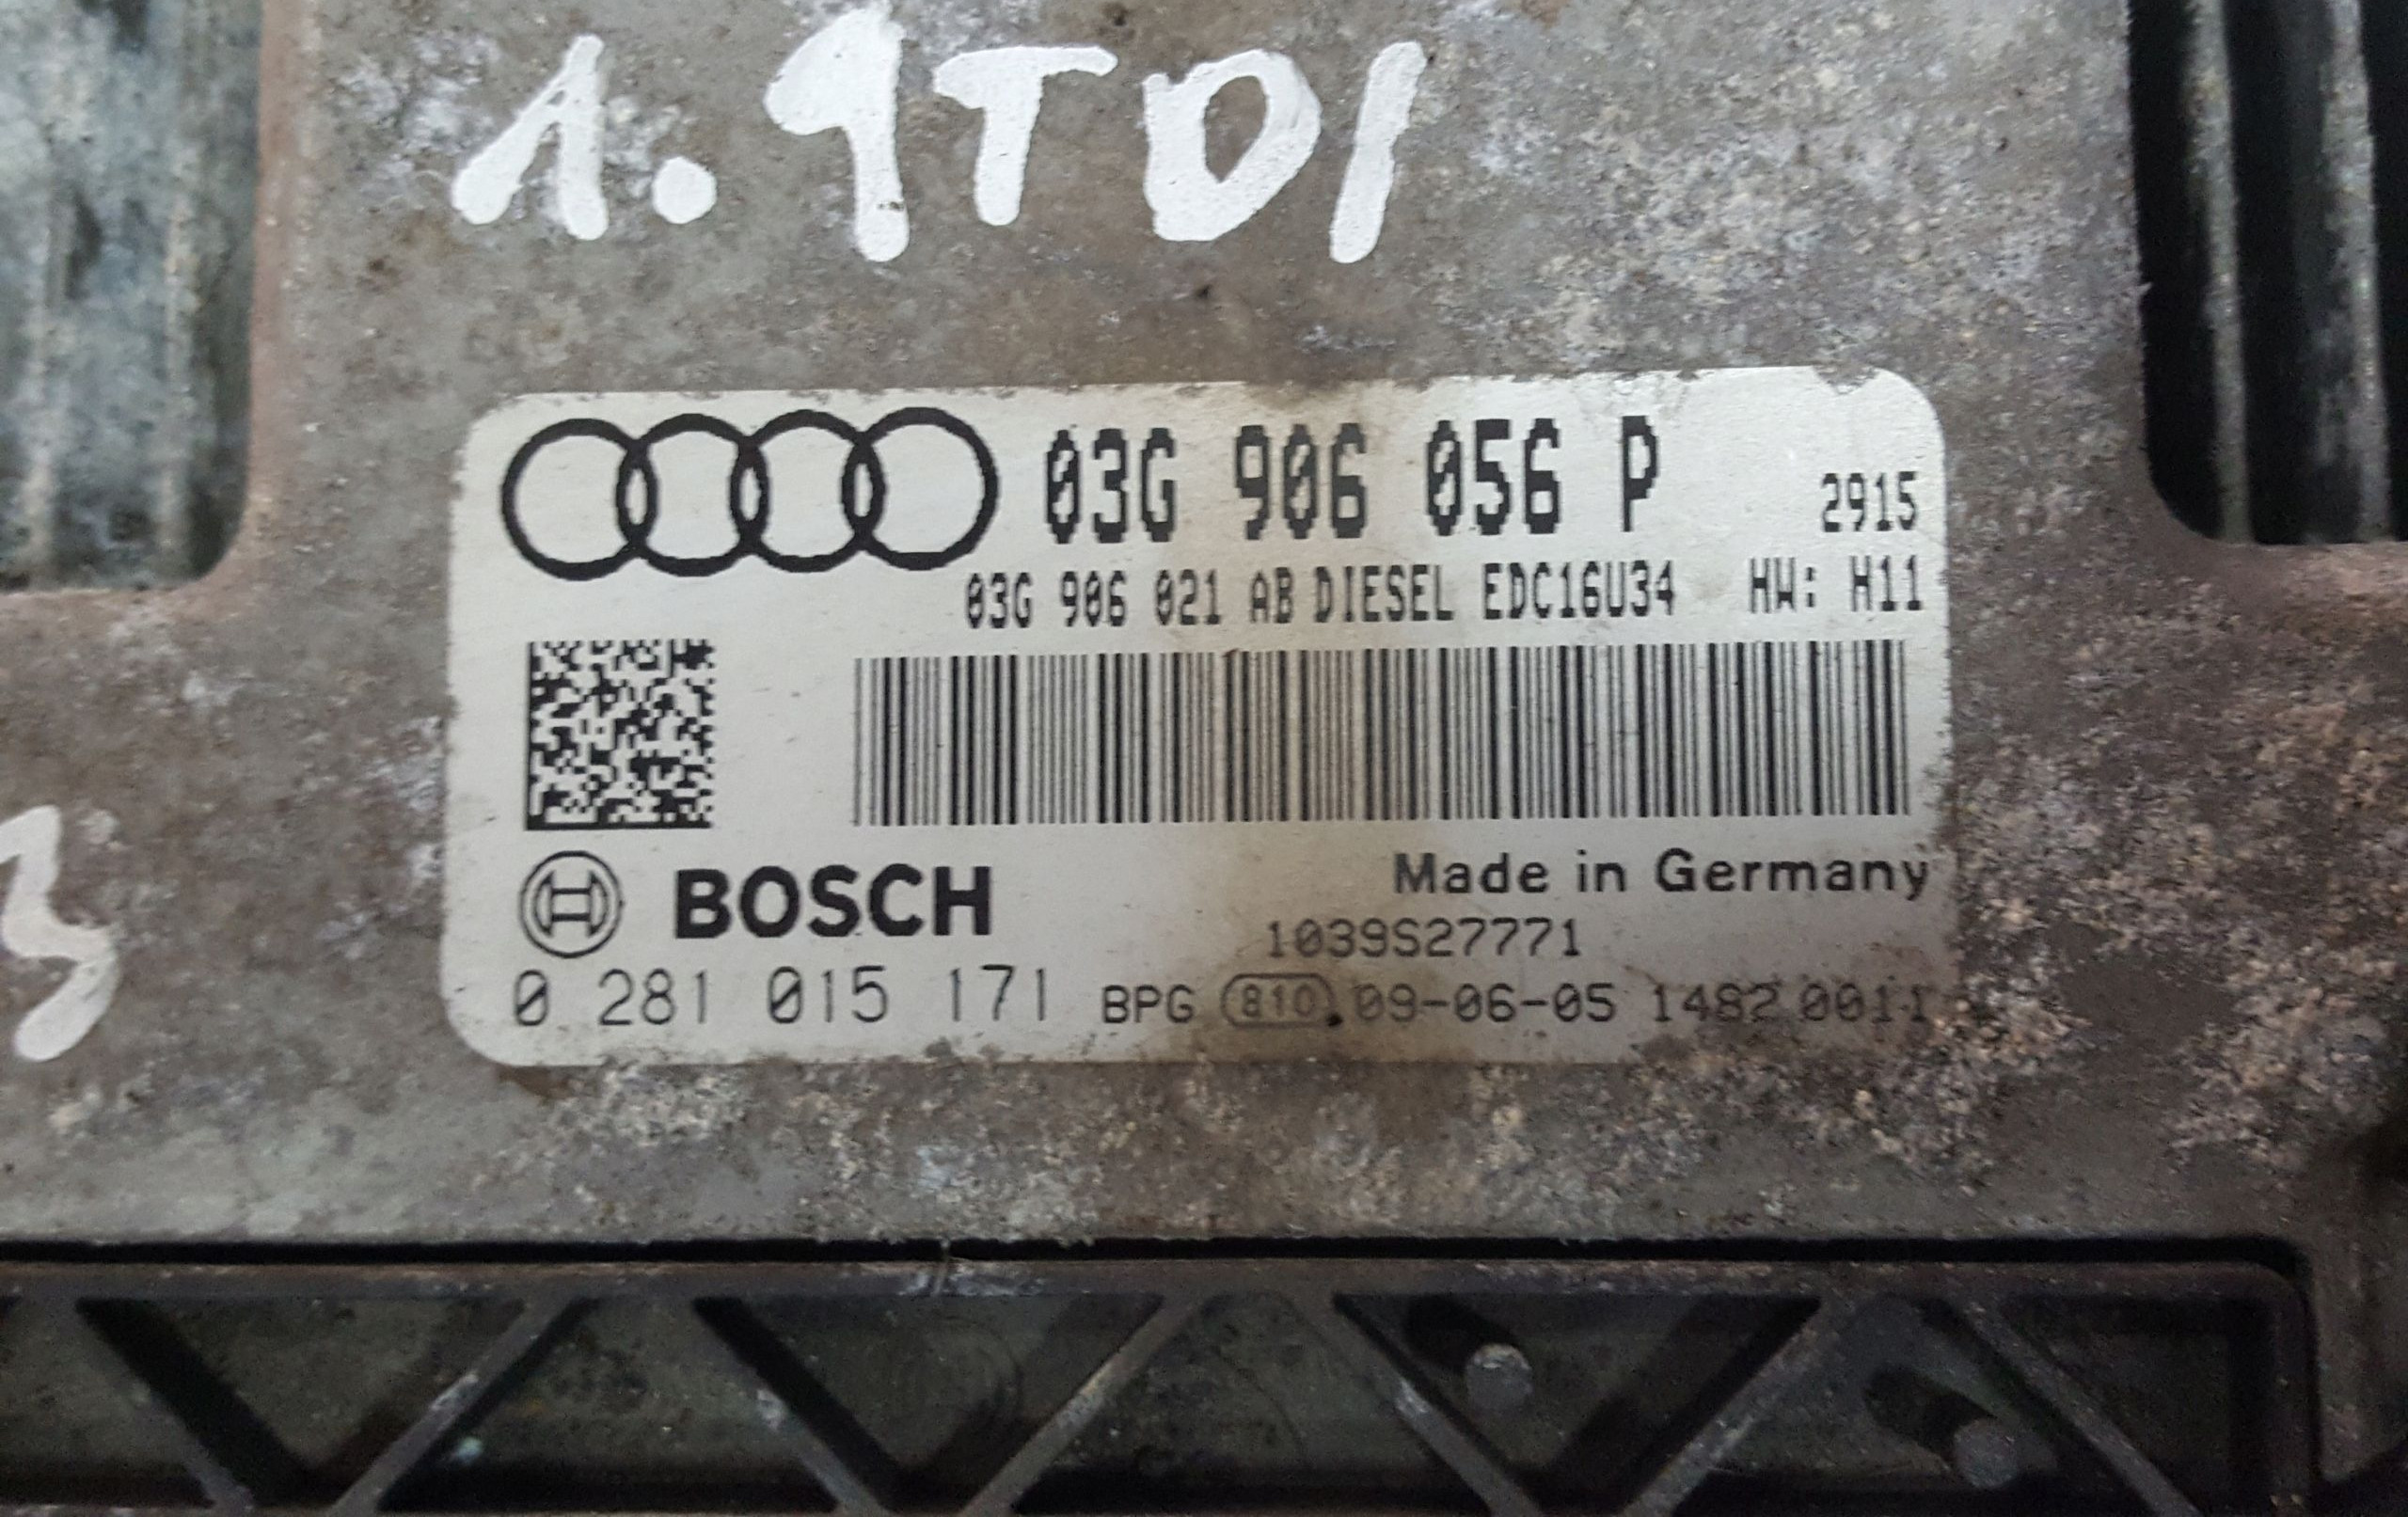 1.9TDI
03G 906 056 P 2915
03G 906 021 AB DIESEL EDC16U34 HW: H11
BOSCH
Made in Germany
1039S27771
0 281 015 171 BPG 810 09-06-05 1482 0011
3